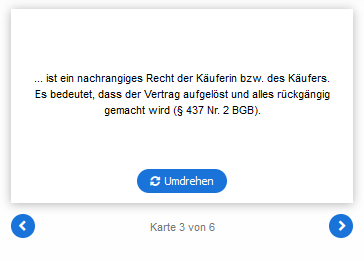 ... ist ein nachrangiges Recht der Käuferin bzw. des Käufers.
Es bedeutet, dass der Vertrag aufgelöst und alles rückgängig
gemacht wird (§ 437 Nr. 2 BGB).
Umdrehen
Karte 3 von 6